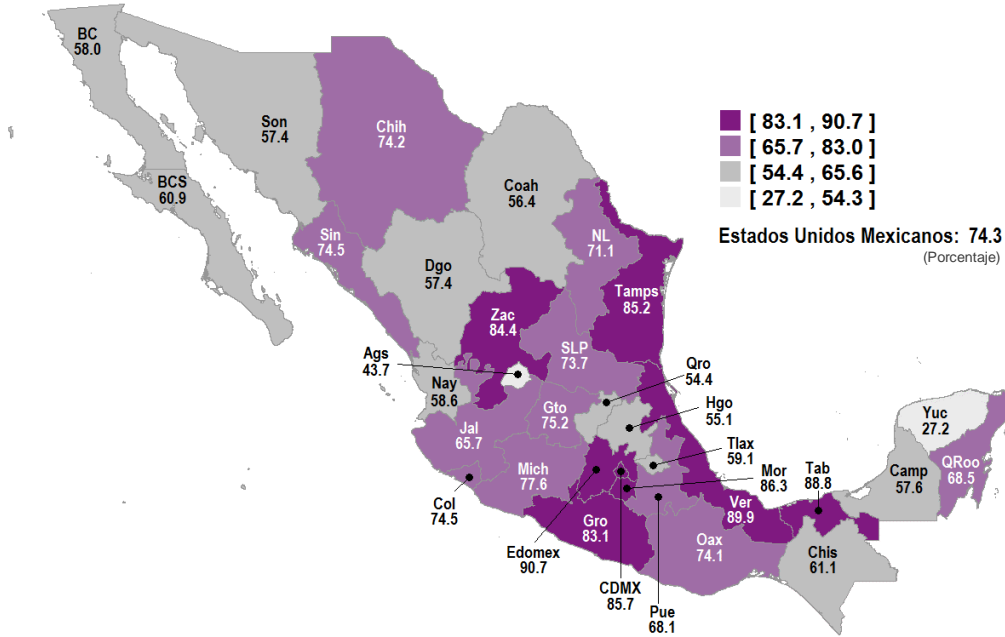 BC
58.0
Son
57.4
Chih
74.2
[ 83.1 , 90.7 ]
[ 65.7 , 83.0 ]
[ 54.4 , 65.6 ]
[ 27.2 , 54.3 ]
Estados Unidos Mexicanos: 74.3
(Porcentaje)
BCS
60.9
Coah
56.4
Sin
74.5
NL
71.1
Dgo
57.4
Tamps
85.2
Zac
84.4
SLP
73.7
Ags
43.7
Qro
54.4
Nay
58.6
Hgo
55.1
Gto
75.2
Yuc
27.2
Jal
65.7
Tlax
59.1
Mich
77.6
Mor
86.3
Tab
88.8
Camp
57.6
QRoo
68.5
Col
74.5
Ver
89.9
Gro
83.1
Oax
74.1
Chis
61.1
Edomex
90.7
CDMX
85.7
Pue
68.1